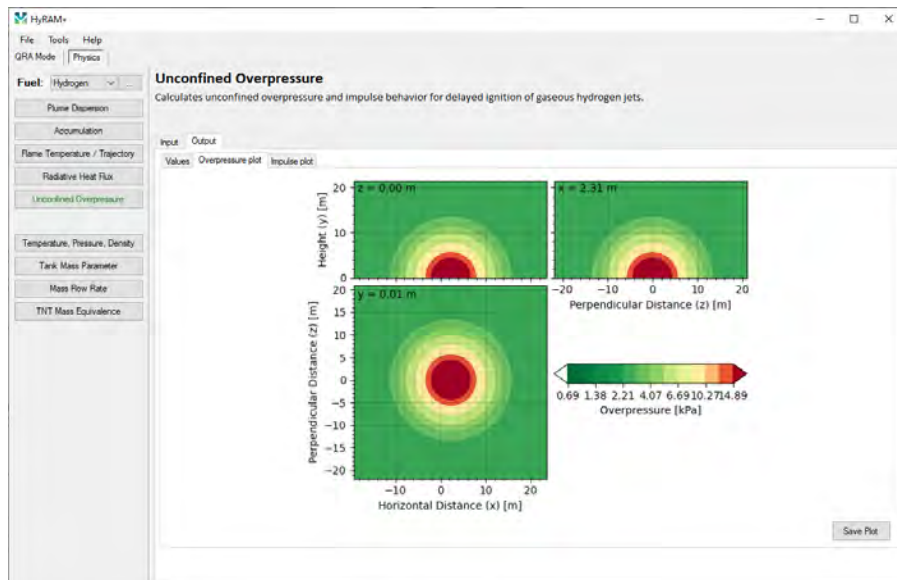 HyRAM+
File Tools Help
QRA Mode Physics
Fuel: Hydrogen ...
Plume Dispersion
Accumulation
Flame Temperature / Trajectory
Radiative Heat Flux
Unconfined Overpressure
Temperature, Pressure, Density
Tank Mass Parameter
Mass Flow Rate
TNT Mass Equivalence
Unconfined Overpressure
Calculates unconfined overpressure and impulse behavior for delayed ignition of gaseous hydrogen jets.
Input Output
Values Overpressure plot Impulse plot
z = 0.00 m
Height (y) [m]
20
10
0
x = 2.31 m
−20 −10 0 10 20
Perpendicular Distance (z) [m]
y = 0.01 m
Perpendicular Distance (z) [m]
20
15
10
5
0
−5
−10
−15
−20
−10 0 10 20
Horizontal Distance (x) [m]
0.69 1.38 2.21 4.07 6.69 10.27 14.89
Overpressure [kPa]
Save Plot